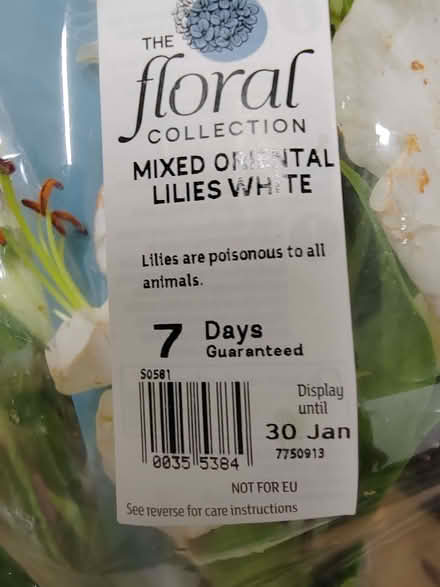 THE
floral
COLLECTION
MIXED ORIENTAL
LILIES WHITE
Lilies are poisonous to all
animals.
7 Days
Guaranteed
S0581
Display
until
30 Jan
7750913
0035 5384
NOT FOR EU
See reverse for care instructions